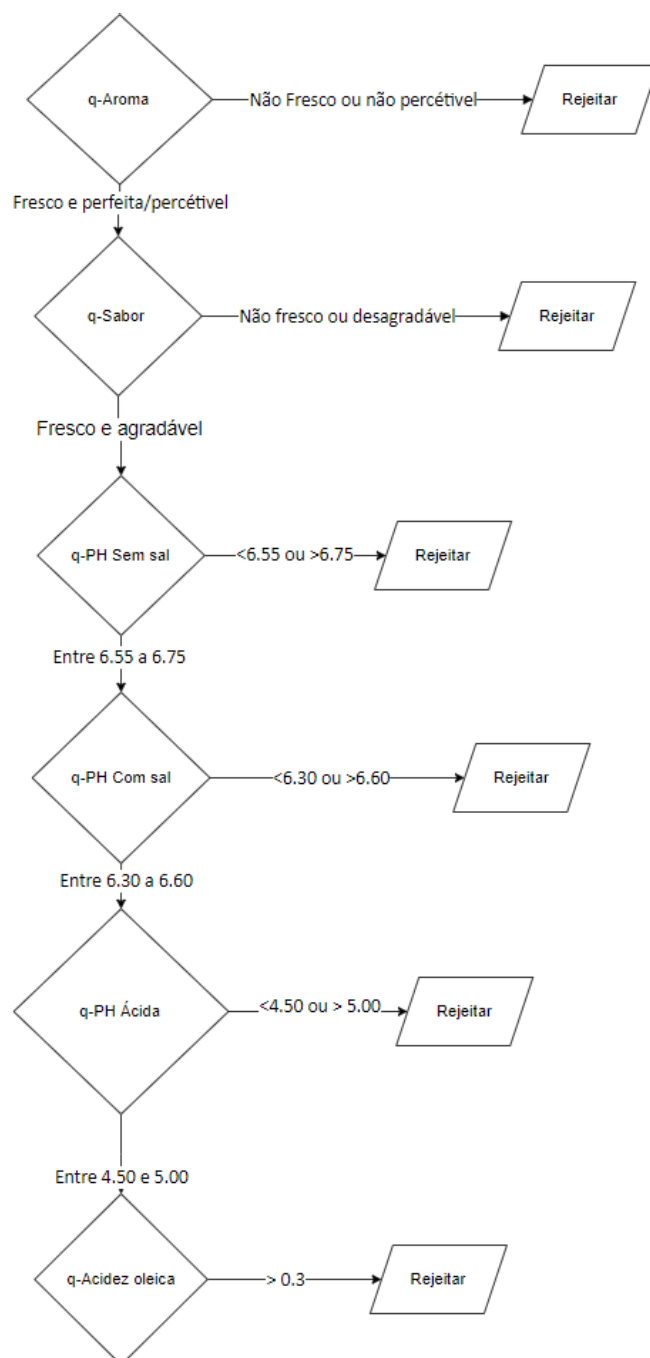 q-Aroma
Não Fresco ou não percétivel
Rejeitar
Fresco e perfeita/percétivel
q-Sabor
Não fresco ou desagradável
Rejeitar
Fresco e agradável
q-PH Sem sal
<6.55 ou >6.75
Rejeitar
Entre 6.55 a 6.75
q-PH Com sal
<6.30 ou >6.60
Rejeitar
Entre 6.30 a 6.60
q-PH Ácida
<4.50 ou > 5.00
Rejeitar
Entre 4.50 e 5.00
q-Acidez oleica
> 0.3
Rejeitar